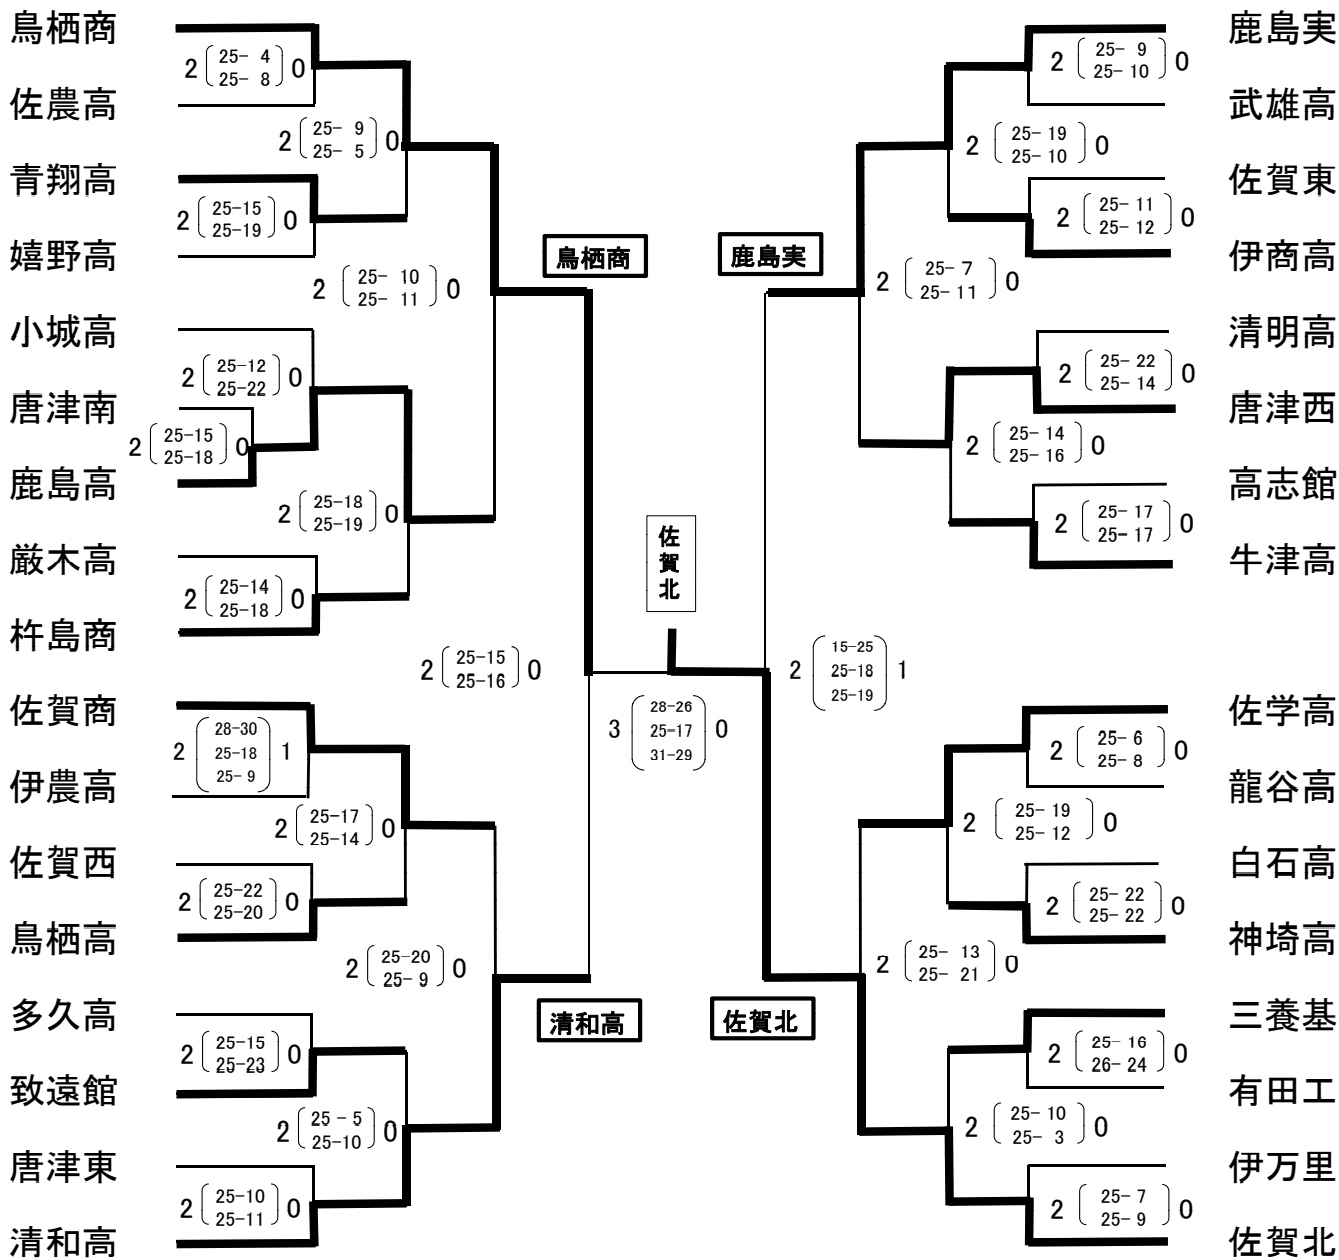 鳥栖商
2 25- 4 0
25- 8
佐農高
2 25- 9 0
25- 5
青翔高
2 25-15 0
25-19
嬉野高
鳥栖商
2 25- 10 0
25- 11
小城高
2 25-12 0
25-22
唐津南
2 25-15 0
25-18
鹿島高
2 25-18 0
25-19
厳木高
2 25-14 0
25-18
杵島商
2 25-15 0
25-16
佐賀商
28-30
2 25-18 1
25- 9
伊農高
2 25-17 0
25-14
佐賀西
2 25-22 0
25-20
鳥栖高
2 25-20 0
25- 9
多久高
清和高
2 25-15 0
25-23
致遠館
2 25 - 5 0
25-10
唐津東
2 25-10 0
25-11
清和高
佐賀北
28-26
3 25-17 0
31-29
鹿島実
2 25- 9 0
25- 10
武雄高
2 25- 19 0
25- 10
佐賀東
2 25- 11 0
25- 12
伊商高
鹿島実
2 25- 7 0
25- 11
清明高
2 25- 22 0
25- 14
唐津西
2 25- 14 0
25- 16
高志館
2 25- 17 0
25- 17
牛津高
15-25
2 25-18 1
25-19
佐学高
2 25- 6 0
25- 8
龍谷高
2 25- 19 0
25- 12
白石高
2 25- 22 0
25- 22
神埼高
2 25- 13 0
25- 21
佐賀北
三養基
2 25- 16 0
26- 24
有田工
2 25- 10 0
25- 3
伊万里
2 25- 7 0
25- 9
佐賀北